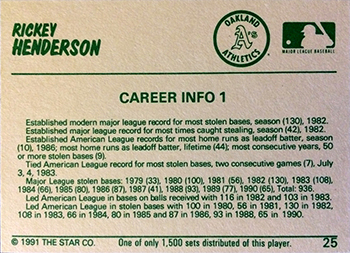 RICKEY
HENDERSON
OAKLAND
A's
ATHLETICS
MAJOR LEAGUE BASEBALL
CAREER INFO 1
Established modern major league record for most stolen bases, season (130), 1982.
Established major league record for most times caught stealing, season (42), 1982.
Established American League records for most home runs as leadoff batter, season
(10), 1986; most home runs as leadoff batter, lifetime (44); most consecutive years, 50
or more stolen bases (9).
Tied American League record for most stolen bases, two consecutive games (7), July
3, 4, 1983.
Major League stolen bases: 1979 (33), 1980 (100), 1981 (56), 1982 (130), 1983 (108),
1984 (66), 1985 (80), 1986 (87), 1987 (41), 1988 (93), 1989 (77), 1990 (65), Total: 936.
Led American League in bases on balls received with 116 in 1982 and 103 in 1983.
Led American League in stolen bases with 100 in 1980, 56 in 1981, 130 in 1982,
108 in 1983, 66 in 1984, 80 in 1985 and 87 in 1986, 93 in 1988, 65 in 1990.
© 1991 THE STAR CO. One of only 1,500 sets distributed of this player. 25